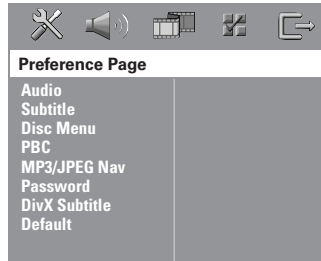 Preference Page
Audio
Subtitle
Disc Menu
PBC
MP3/JPEG Nav
Password
DivX Subtitle
Default